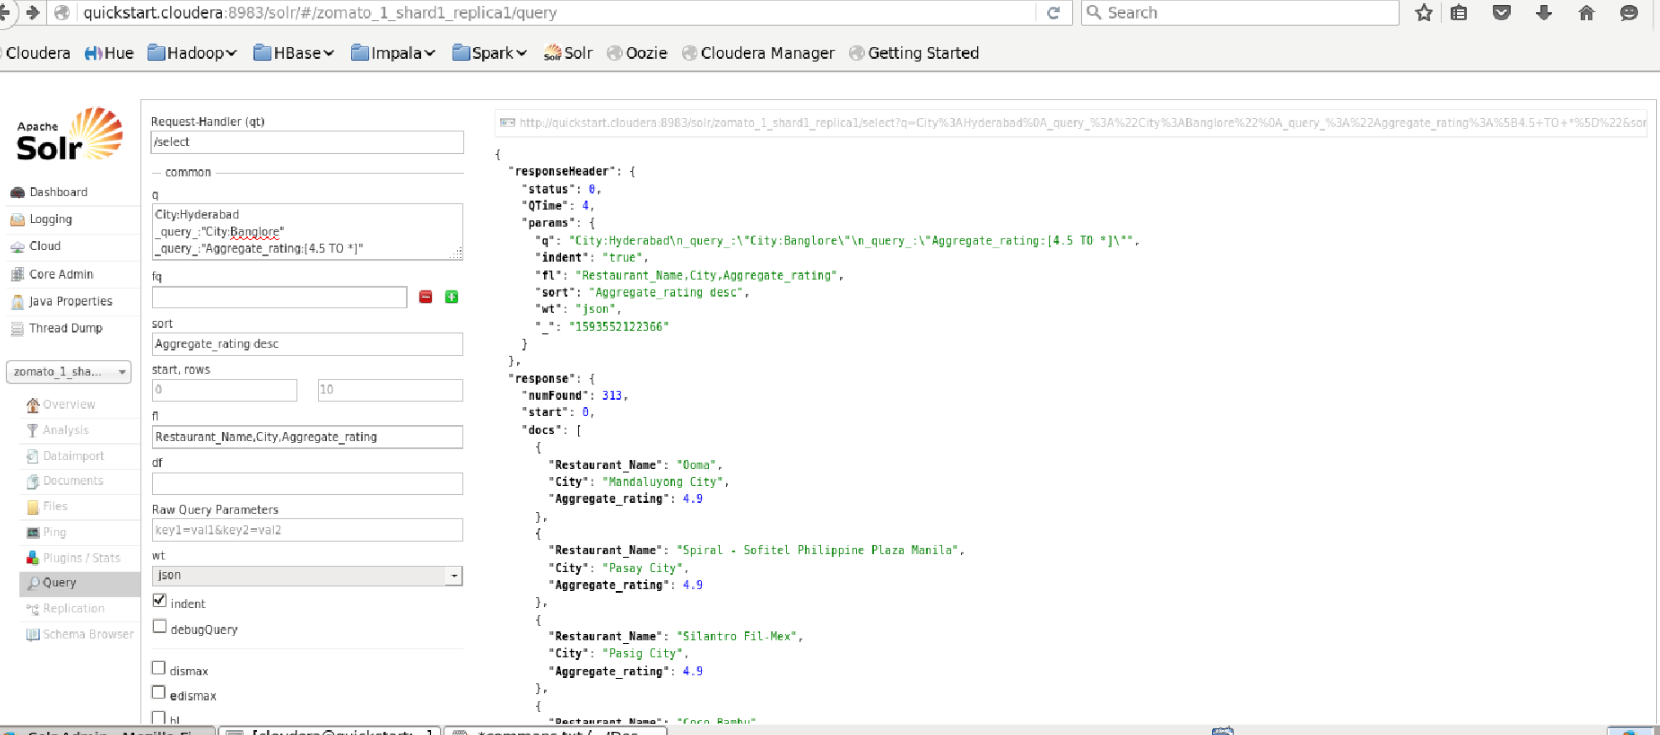 quickstart.cloudera:8983/solr/#/zomato_1_shard1_replica1/query
Search
Cloudera Hue Hadoop HBase Impala Spark Solr Oozie Cloudera Manager Getting Started
Apache
Solr
Dashboard
Logging
Cloud
Core Admin
Java Properties
Thread Dump
zomato_1_sha...
Overview
Analysis
Dataimport
Documents
Files
Ping
Plugins / Stats
Query
Replication
Schema Browser
Request-Handler (qt)
/select
common
q
City:Hyderabad
_query_:"City:Banglore"
_query_:"Aggregate_rating:[4.5 TO *]"
fq
sort
Aggregate_rating desc
start, rows
0 10
fl
Restaurant_Name,City,Aggregate_rating
df
Raw Query Parameters
key1=val1&key2=val2
wt
json
indent
debugQuery
dismax
edismax
hl
http://quickstart.cloudera:8983/solr/zomato_1_shard1_replica1/select?q=City%3AHyderabad%0A_query_%3A%22City%3ABanglore%22%0A_query_%3A%22Aggregate_rating%3A%5B4.5+TO+*%5D%22&sor
{
"responseHeader": {
"status": 0,
"QTime": 4,
"params": {
"q": "City:Hyderabad\n_query_:\"City:Banglore\"\n_query_:\"Aggregate_rating:[4.5 TO *]\"",
"indent": "true",
"fl": "Restaurant_Name,City,Aggregate_rating",
"sort": "Aggregate_rating desc",
"wt": "json",
"_": "1593552122366"
}
},
"response": {
"numFound": 313,
"start": 0,
"docs": [
{
"Restaurant_Name": "Ooma",
"City": "Mandaluyong City",
"Aggregate_rating": 4.9
},
{
"Restaurant_Name": "Spiral - Sofitel Philippine Plaza Manila",
"City": "Pasay City",
"Aggregate_rating": 4.9
},
{
"Restaurant_Name": "Silantro Fil-Mex",
"City": "Pasig City",
"Aggregate_rating": 4.9
},
{
"Restaurant_Name": "Coco Bambu"